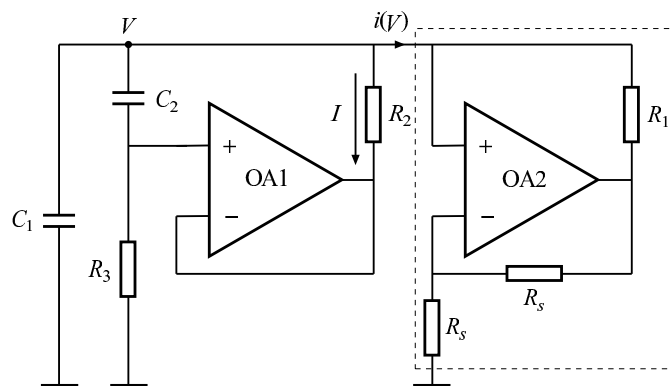 V
i(V)
C₂
I
R₂
R₁
+
OA1
−
+
OA2
−
C₁
R₃
Rₛ
Rₛ